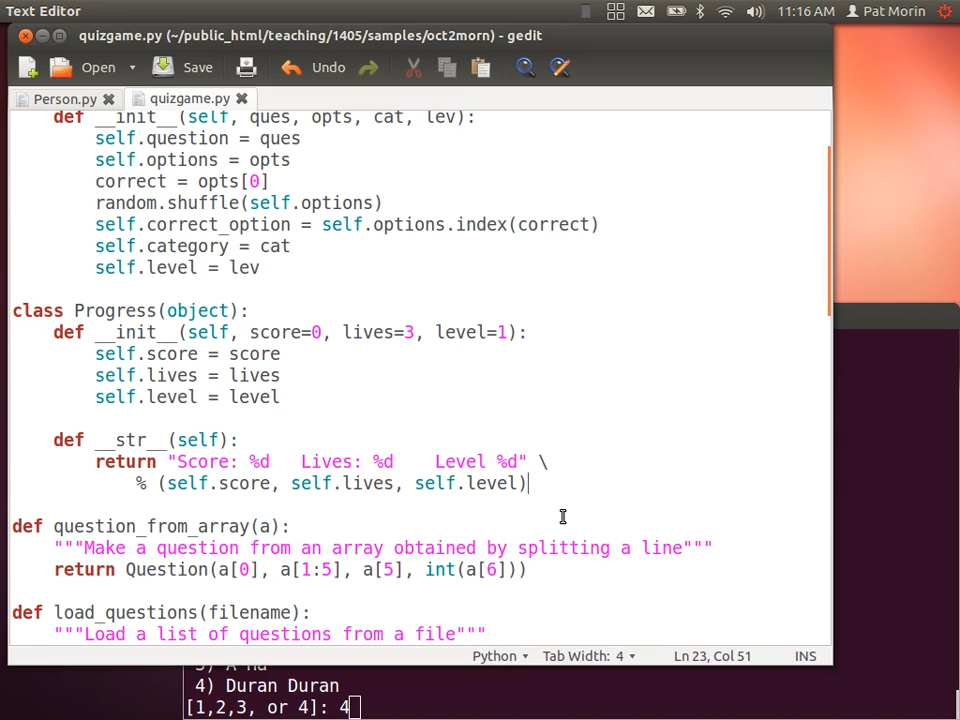 Text Editor 11:16 AM Pat Morin
quizgame.py (~/public_html/teaching/1405/samples/oct2morn) - gedit
Open Save Undo
Person.py quizgame.py
    def __init__(self, ques, opts, cat, lev):
        self.question = ques
        self.options = opts
        correct = opts[0]
        random.shuffle(self.options)
        self.correct_option = self.options.index(correct)
        self.category = cat
        self.level = lev
class Progress(object):
    def __init__(self, score=0, lives=3, level=1):
        self.score = score
        self.lives = lives
        self.level = level
    def __str__(self):
        return "Score: %d   Lives: %d    Level %d" \
            % (self.score, self.lives, self.level)
def question_from_array(a):
    """Make a question from an array obtained by splitting a line"""
    return Question(a[0], a[1:5], a[5], int(a[6]))
def load_questions(filename):
    """Load a list of questions from a file"""
Python Tab Width: 4 Ln 23, Col 51 INS
4) Duran Duran
[1,2,3, or 4]: 4